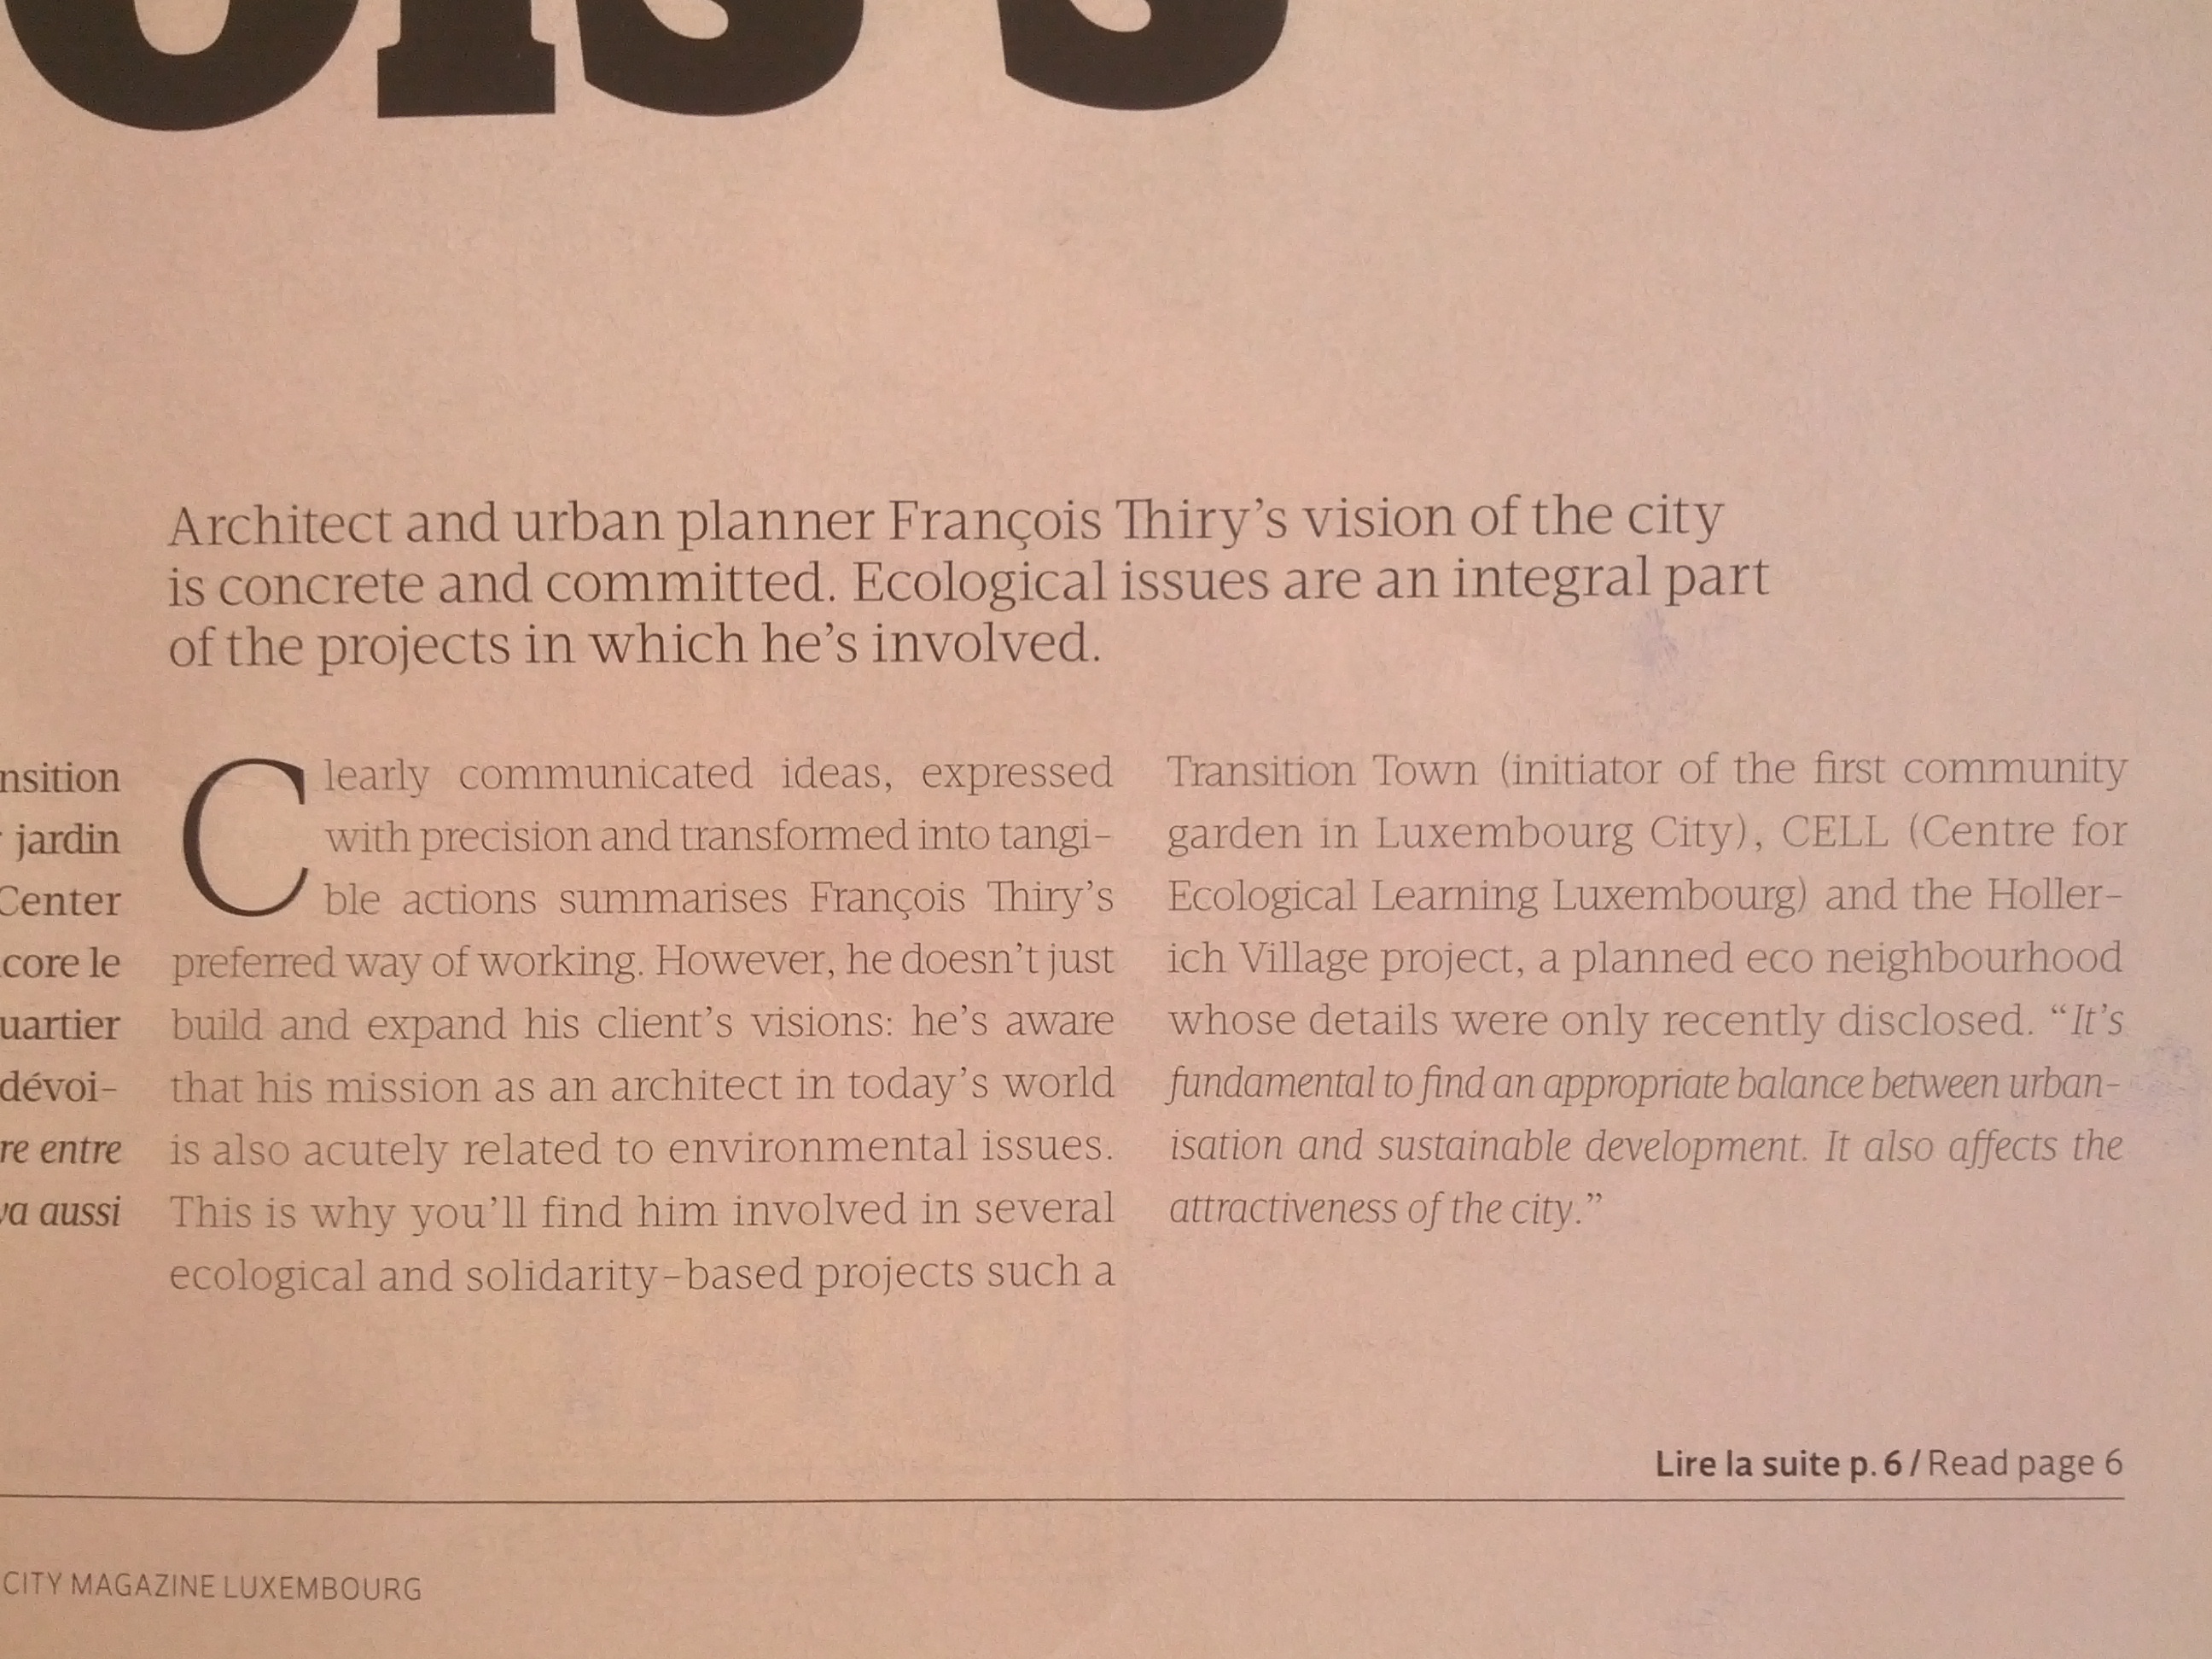 Architect and urban planner François Thiry’s vision of the city
is concrete and committed. Ecological issues are an integral part
of the projects in which he’s involved.
nsition
jardin
Center
core le
uartier
dévoi-
re entre
va aussi
Clearly communicated ideas, expressed
with precision and transformed into tangi-
ble actions summarises François Thiry’s
preferred way of working. However, he doesn’t just
build and expand his client’s visions: he’s aware
that his mission as an architect in today’s world
is also acutely related to environmental issues.
This is why you’ll find him involved in several
ecological and solidarity-based projects such a
Transition Town (initiator of the first community
garden in Luxembourg City), CELL (Centre for
Ecological Learning Luxembourg) and the Holler-
ich Village project, a planned eco neighbourhood
whose details were only recently disclosed. “It’s
fundamental to find an appropriate balance between urban-
isation and sustainable development. It also affects the
attractiveness of the city.”
Lire la suite p. 6 / Read page 6
CITY MAGAZINE LUXEMBOURG